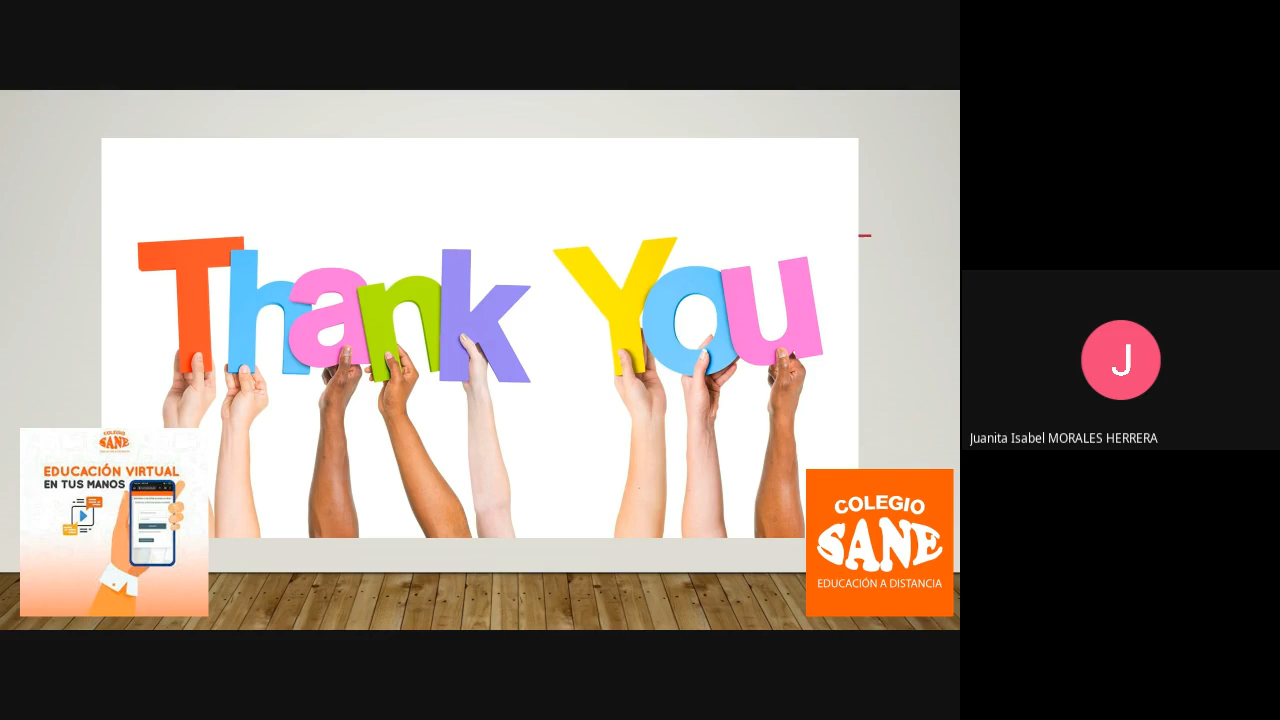 Thank You
COLEGIO
SANE
EDUCACIÓN VIRTUAL
EN TUS MANOS
COLEGIO
SANE
EDUCACIÓN A DISTANCIA
J
Juanita Isabel MORALES HERRERA